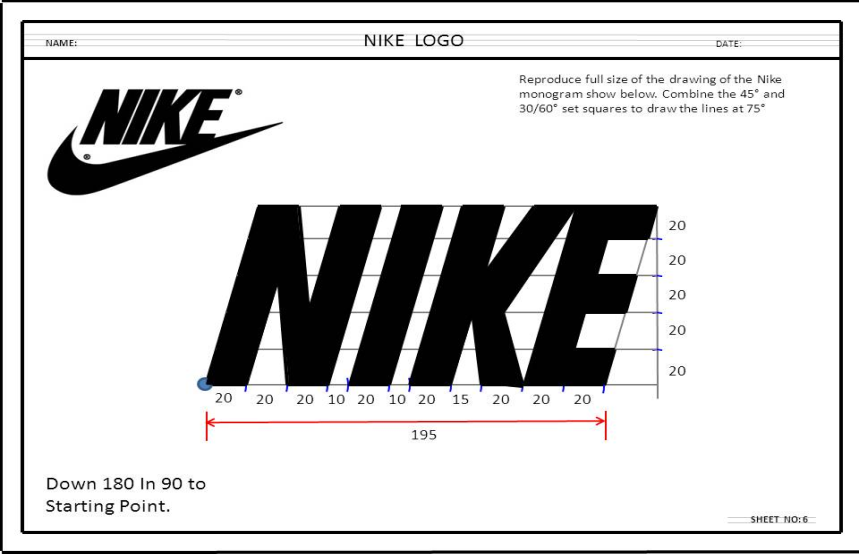 NAME:
NIKE LOGO
DATE:
Reproduce full size of the drawing of the Nike
monogram show below. Combine the 45° and
30/60° set squares to draw the lines at 75°
NIKE®
®
NIKE
20
20
20
20
20
20 20 20 10 20 10 20 15 20 20 20
195
Down 180 In 90 to
Starting Point.
SHEET NO: 6